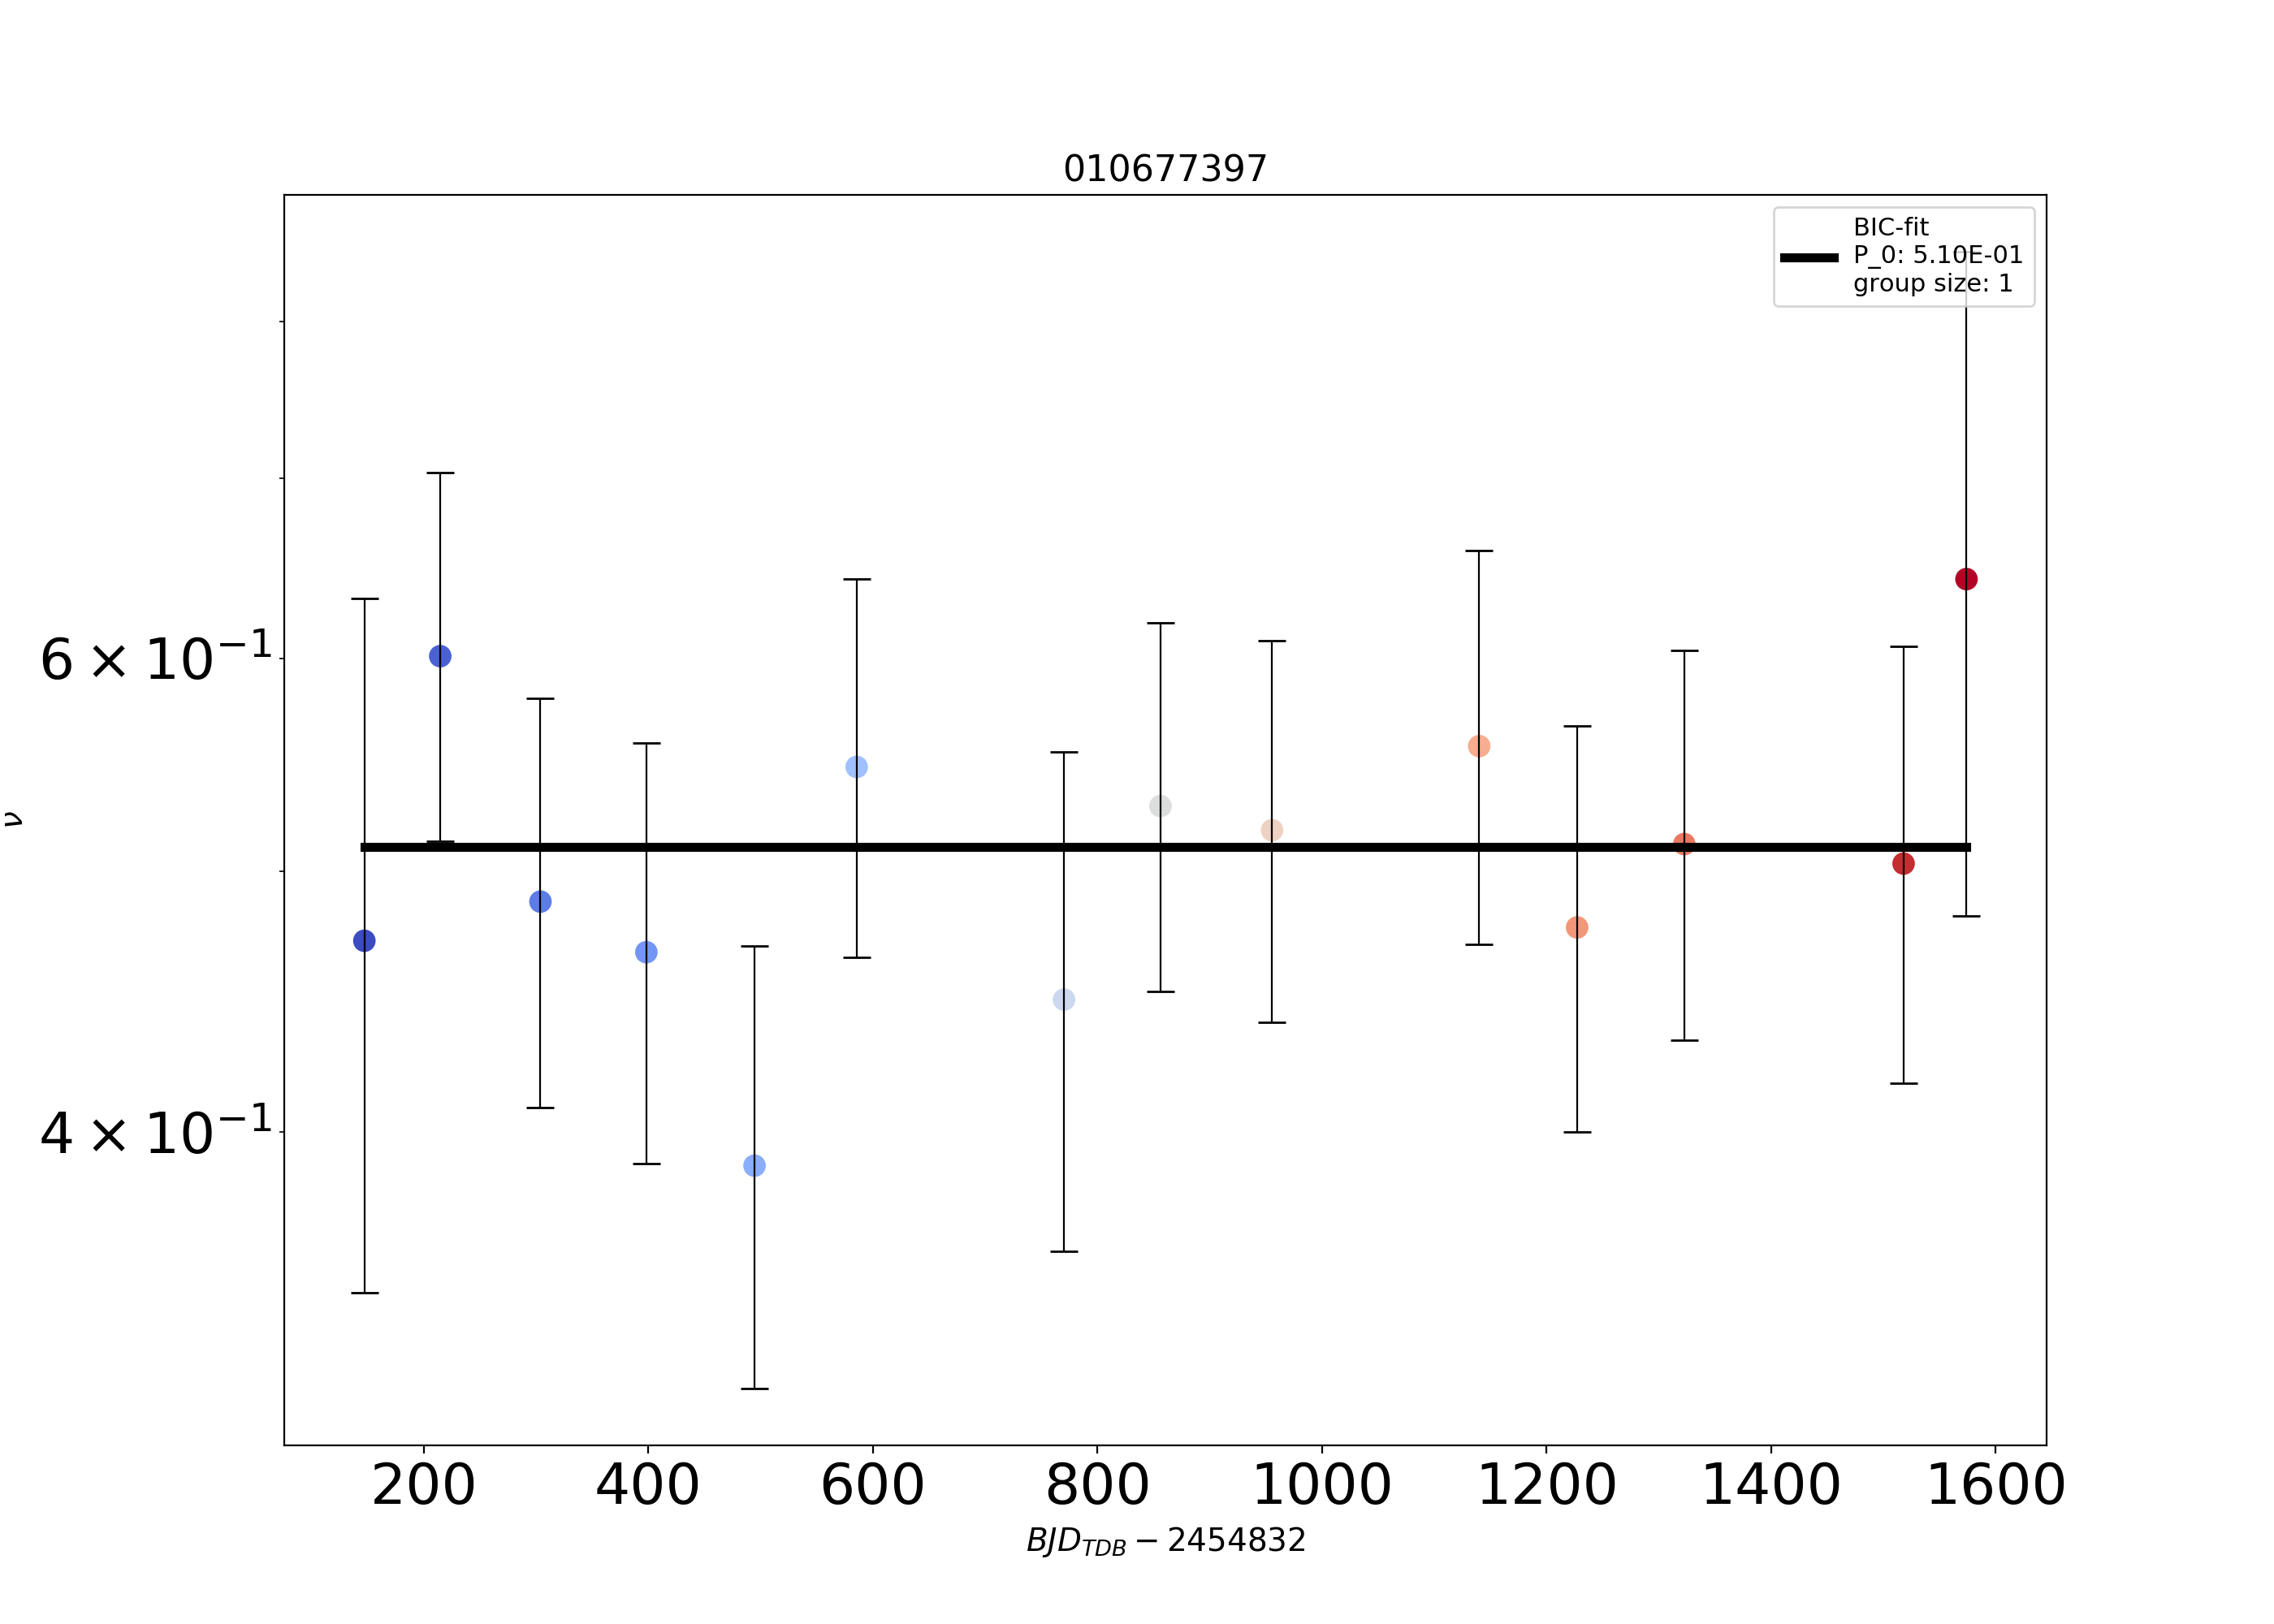 010677397
BIC-fit
P_0: 5.10E-01
group size: 1
ν
6 × 10⁻¹
4 × 10⁻¹
200 400 600 800 1000 1200 1400 1600
BJD_TDB − 2454832